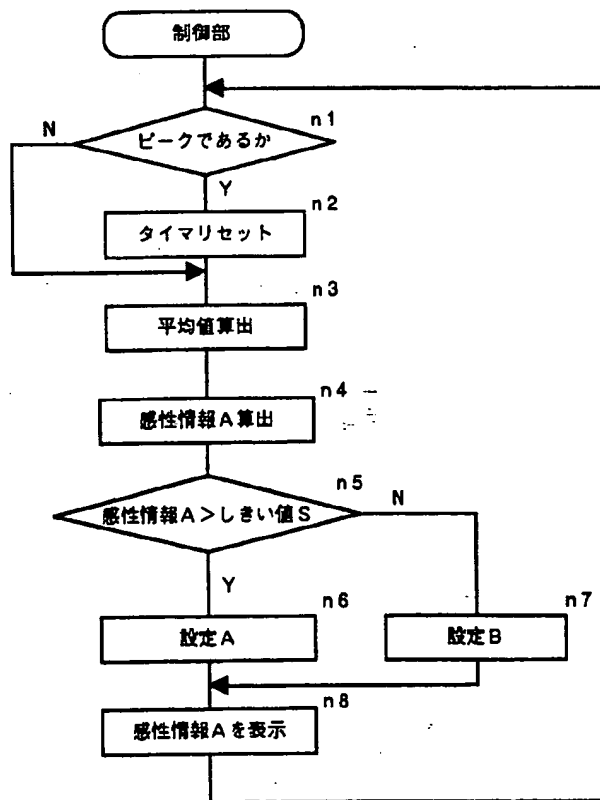 制御部
n1
N
ピークであるか
Y
n2
タイマリセット
n3
平均値算出
n4
感性情報A算出
n5
感性情報A>しきい値S
N
Y
n6
設定A
n7
設定B
n8
感性情報Aを表示